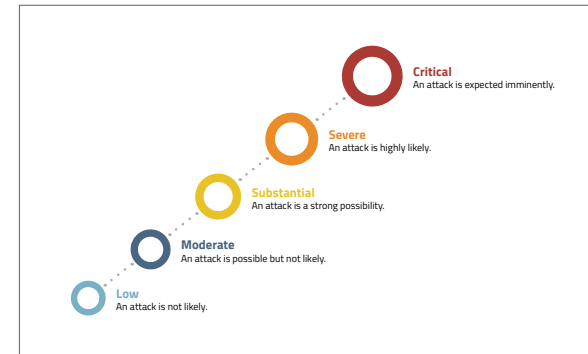 Critical
An attack is expected imminently.
Severe
An attack is highly likely.
Substantial
An attack is a strong possibility.
Moderate
An attack is possible but not likely.
Low
An attack is not likely.